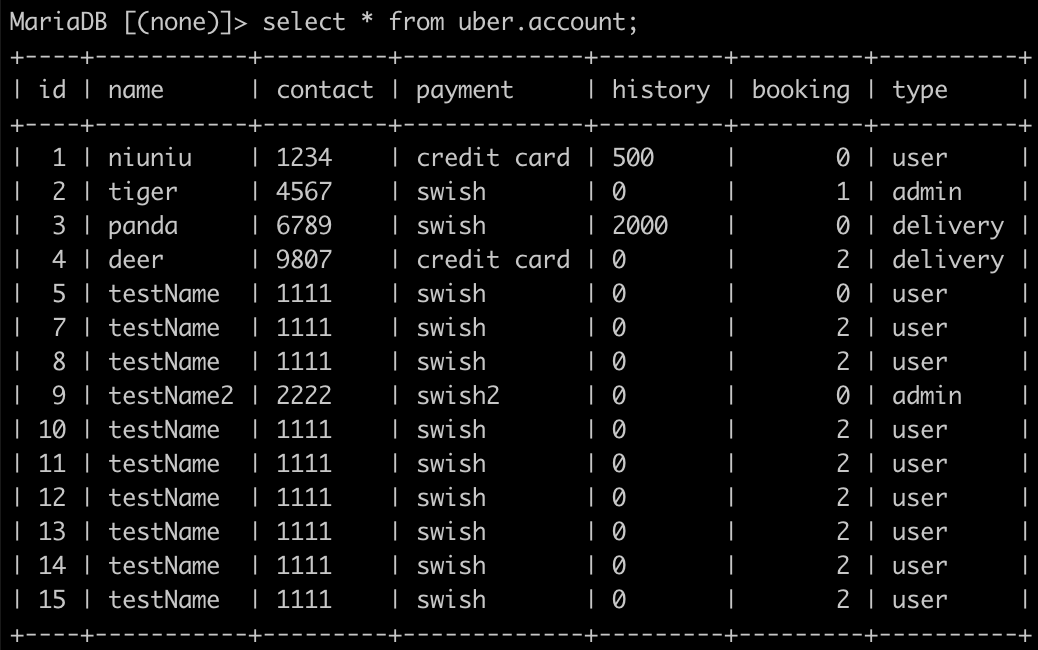 MariaDB [(none)]> select * from uber.account;
+----+-----------+---------+-------------+---------+---------+----------+
| id | name      | contact | payment     | history | booking | type     |
+----+-----------+---------+-------------+---------+---------+----------+
|  1 | niuniu    | 1234    | credit card | 500     |       0 | user     |
|  2 | tiger     | 4567    | swish       | 0       |       1 | admin    |
|  3 | panda     | 6789    | swish       | 2000    |       0 | delivery |
|  4 | deer      | 9807    | credit card | 0       |       2 | delivery |
|  5 | testName  | 1111    | swish       | 0       |       0 | user     |
|  7 | testName  | 1111    | swish       | 0       |       2 | user     |
|  8 | testName  | 1111    | swish       | 0       |       2 | user     |
|  9 | testName2 | 2222    | swish2      | 0       |       0 | admin    |
| 10 | testName  | 1111    | swish       | 0       |       2 | user     |
| 11 | testName  | 1111    | swish       | 0       |       2 | user     |
| 12 | testName  | 1111    | swish       | 0       |       2 | user     |
| 13 | testName  | 1111    | swish       | 0       |       2 | user     |
| 14 | testName  | 1111    | swish       | 0       |       2 | user     |
| 15 | testName  | 1111    | swish       | 0       |       2 | user     |
+----+-----------+---------+-------------+---------+---------+----------+